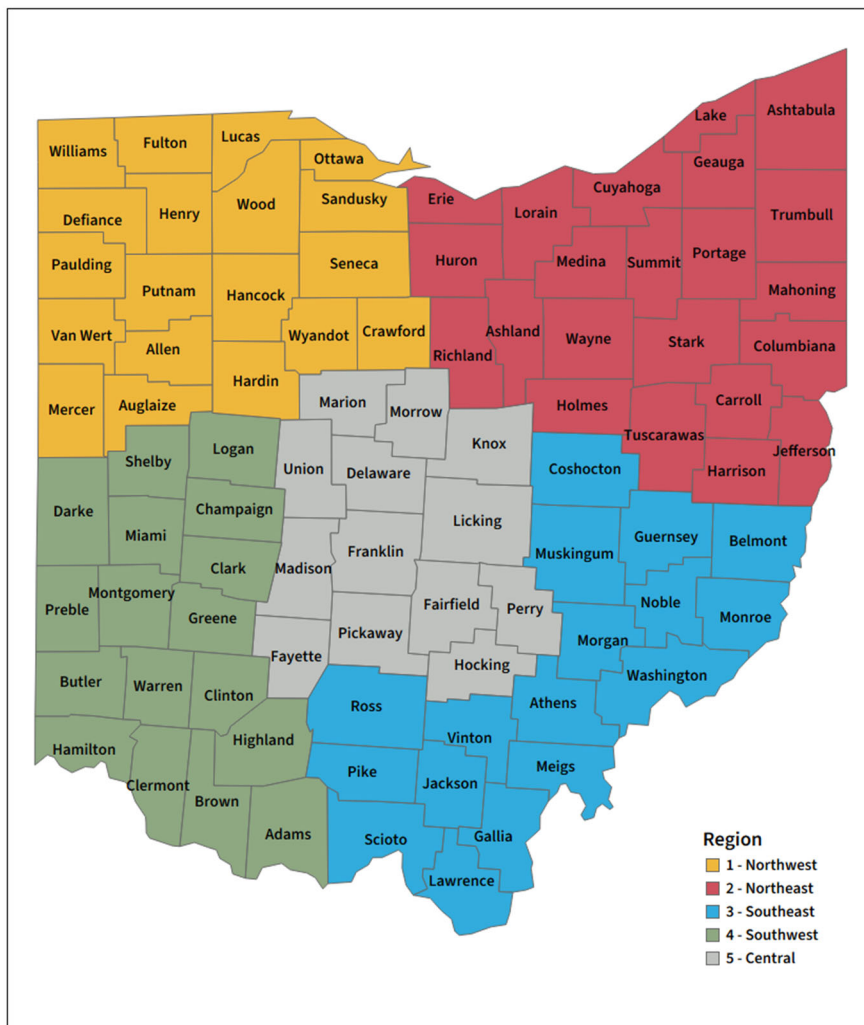 Lake
Ashtabula
Williams
Fulton
Lucas
Ottawa
Geauga
Cuyahoga
Defiance
Henry
Wood
Sandusky
Erie
Lorain
Trumbull
Paulding
Putnam
Hancock
Seneca
Huron
Medina
Summit
Portage
Mahoning
Van Wert
Allen
Wyandot
Crawford
Richland
Ashland
Wayne
Stark
Columbiana
Mercer
Auglaize
Hardin
Marion
Morrow
Holmes
Carroll
Tuscarawas
Jefferson
Shelby
Logan
Union
Delaware
Knox
Coshocton
Harrison
Darke
Miami
Champaign
Licking
Muskingum
Guernsey
Belmont
Clark
Madison
Franklin
Preble
Montgomery
Greene
Fairfield
Perry
Noble
Monroe
Fayette
Pickaway
Hocking
Morgan
Washington
Butler
Warren
Clinton
Ross
Athens
Hamilton
Highland
Vinton
Clermont
Brown
Pike
Jackson
Meigs
Adams
Scioto
Gallia
Lawrence
Region
1 - Northwest
2 - Northeast
3 - Southeast
4 - Southwest
5 - Central